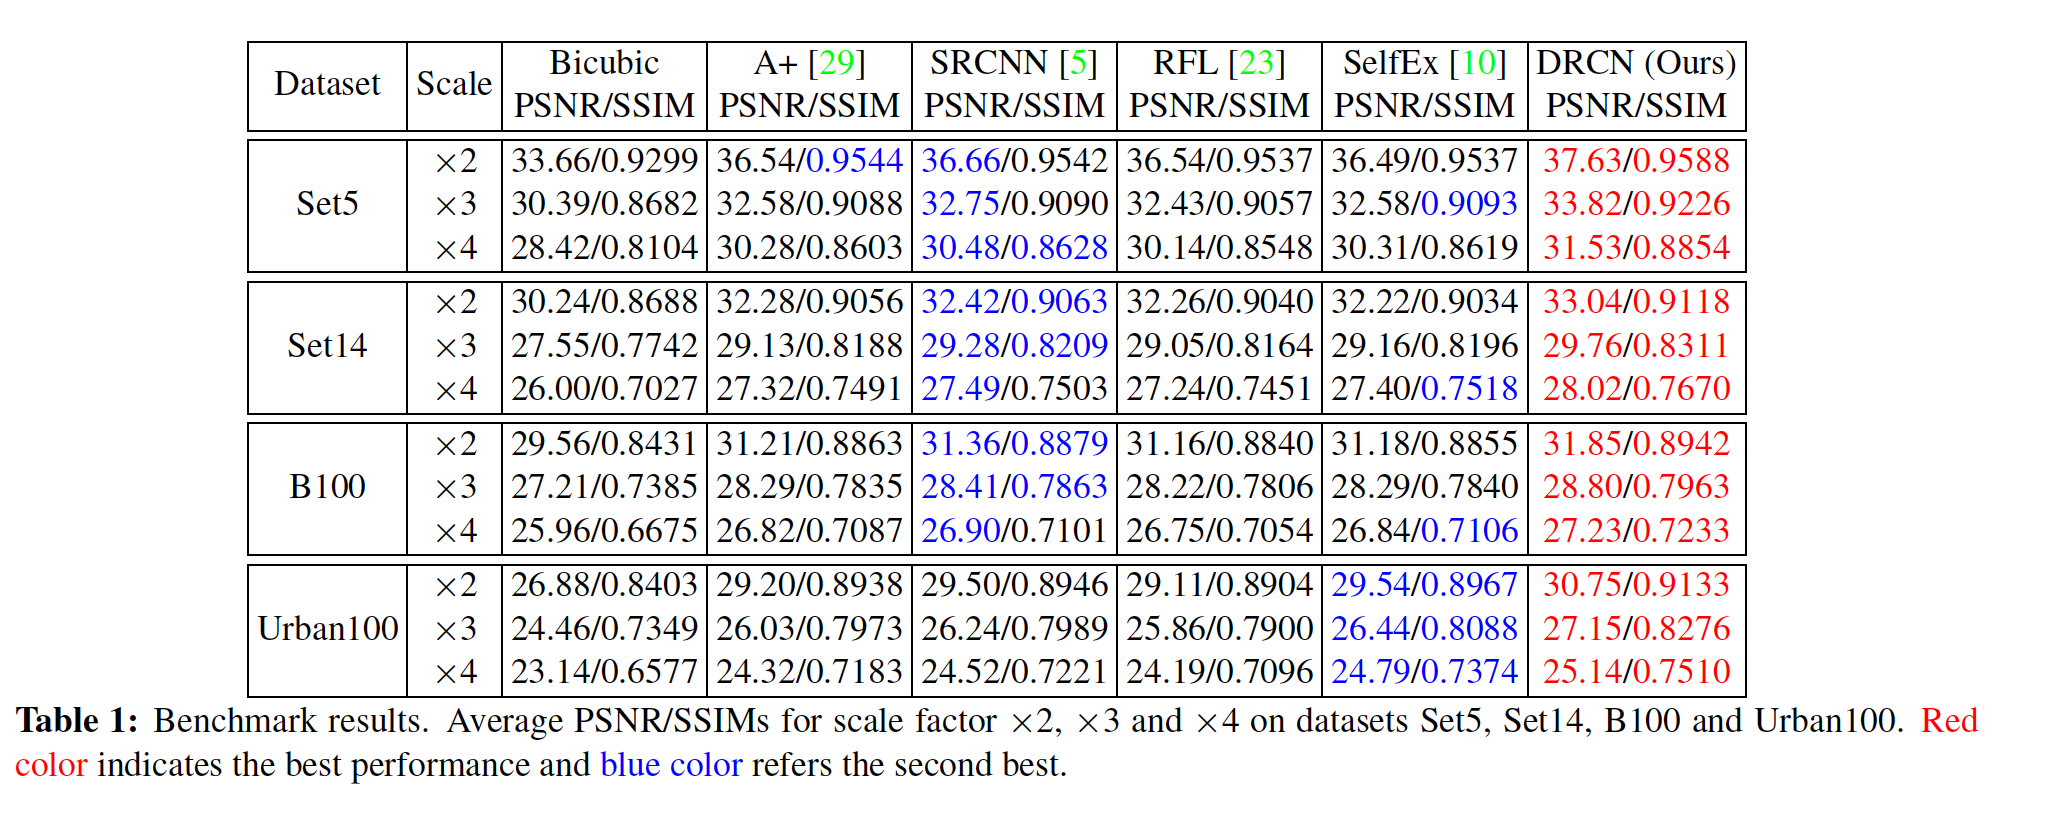 Dataset Scale Bicubic A+ [29] SRCNN [5] RFL [23] SelfEx [10] DRCN (Ours)
PSNR/SSIM PSNR/SSIM PSNR/SSIM PSNR/SSIM PSNR/SSIM PSNR/SSIM
Set5 ×2 33.66/0.9299 36.54/0.9544 36.66/0.9542 36.54/0.9537 36.49/0.9537 37.63/0.9588
×3 30.39/0.8682 32.58/0.9088 32.75/0.9090 32.43/0.9057 32.58/0.9093 33.82/0.9226
×4 28.42/0.8104 30.28/0.8603 30.48/0.8628 30.14/0.8548 30.31/0.8619 31.53/0.8854
Set14 ×2 30.24/0.8688 32.28/0.9056 32.42/0.9063 32.26/0.9040 32.22/0.9034 33.04/0.9118
×3 27.55/0.7742 29.13/0.8188 29.28/0.8209 29.05/0.8164 29.16/0.8196 29.76/0.8311
×4 26.00/0.7027 27.32/0.7491 27.49/0.7503 27.24/0.7451 27.40/0.7518 28.02/0.7670
B100 ×2 29.56/0.8431 31.21/0.8863 31.36/0.8879 31.16/0.8840 31.18/0.8855 31.85/0.8942
×3 27.21/0.7385 28.29/0.7835 28.41/0.7863 28.22/0.7806 28.29/0.7840 28.80/0.7963
×4 25.96/0.6675 26.82/0.7087 26.90/0.7101 26.75/0.7054 26.84/0.7106 27.23/0.7233
Urban100 ×2 26.88/0.8403 29.20/0.8938 29.50/0.8946 29.11/0.8904 29.54/0.8967 30.75/0.9133
×3 24.46/0.7349 26.03/0.7973 26.24/0.7989 25.86/0.7900 26.44/0.8088 27.15/0.8276
×4 23.14/0.6577 24.32/0.7183 24.52/0.7221 24.19/0.7096 24.79/0.7374 25.14/0.7510
Table 1: Benchmark results. Average PSNR/SSIMs for scale factor ×2, ×3 and ×4 on datasets Set5, Set14, B100 and Urban100. Red
color indicates the best performance and blue color refers the second best.